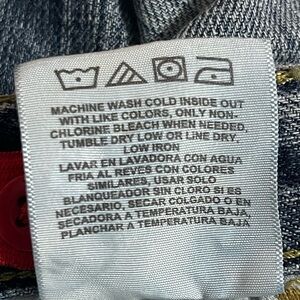 MACHINE WASH COLD INSIDE OUT
WITH LIKE COLORS, ONLY NON-
CHLORINE BLEACH WHEN NEEDED,
TUMBLE DRY LOW OR LINE DRY,
LOW IRON
LAVAR EN LAVADORA CON AGUA
FRIA AL REVES CON COLORES
SIMILARES, USAR SOLO
BLANQUEADOR SIN CLORO SI ES
NECESARIO, SECAR COLGADO O EN
SECADORA A TEMPERATURA BAJA,
PLANCHAR A TEMPERATURA BAJA